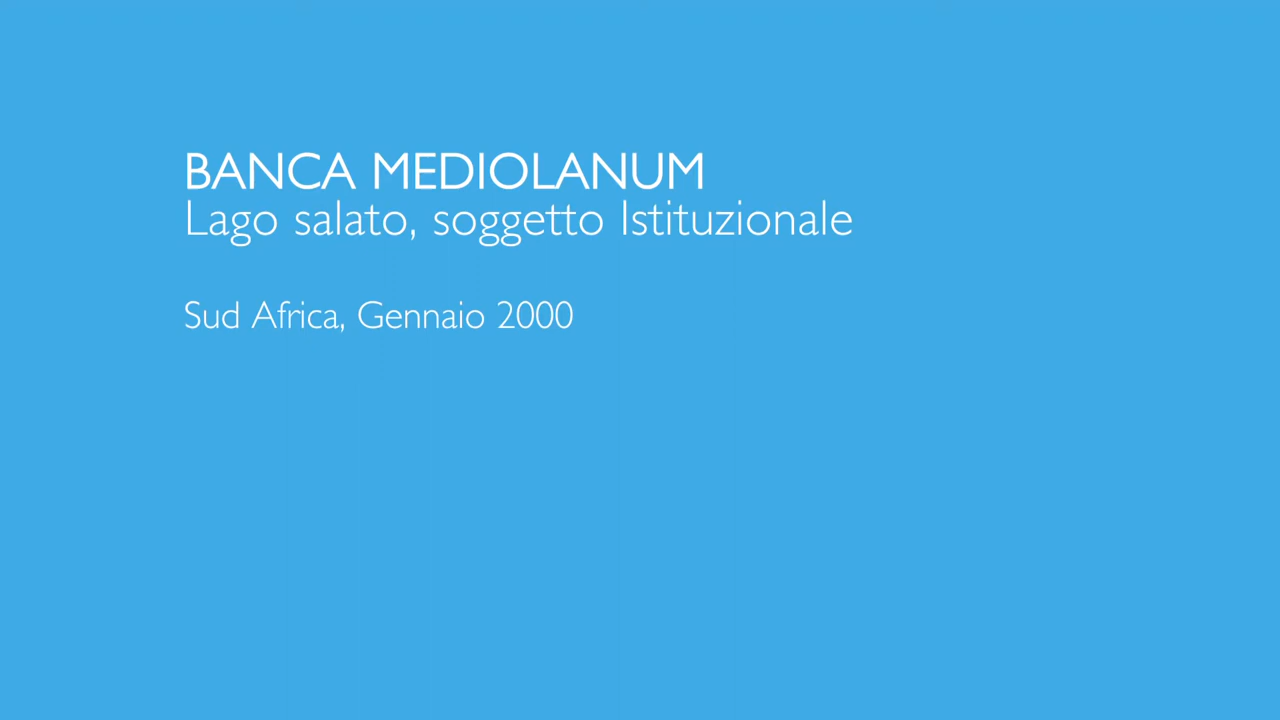 BANCA MEDIOLANUM
Lago salato, soggetto Istituzionale
Sud Africa, Gennaio 2000